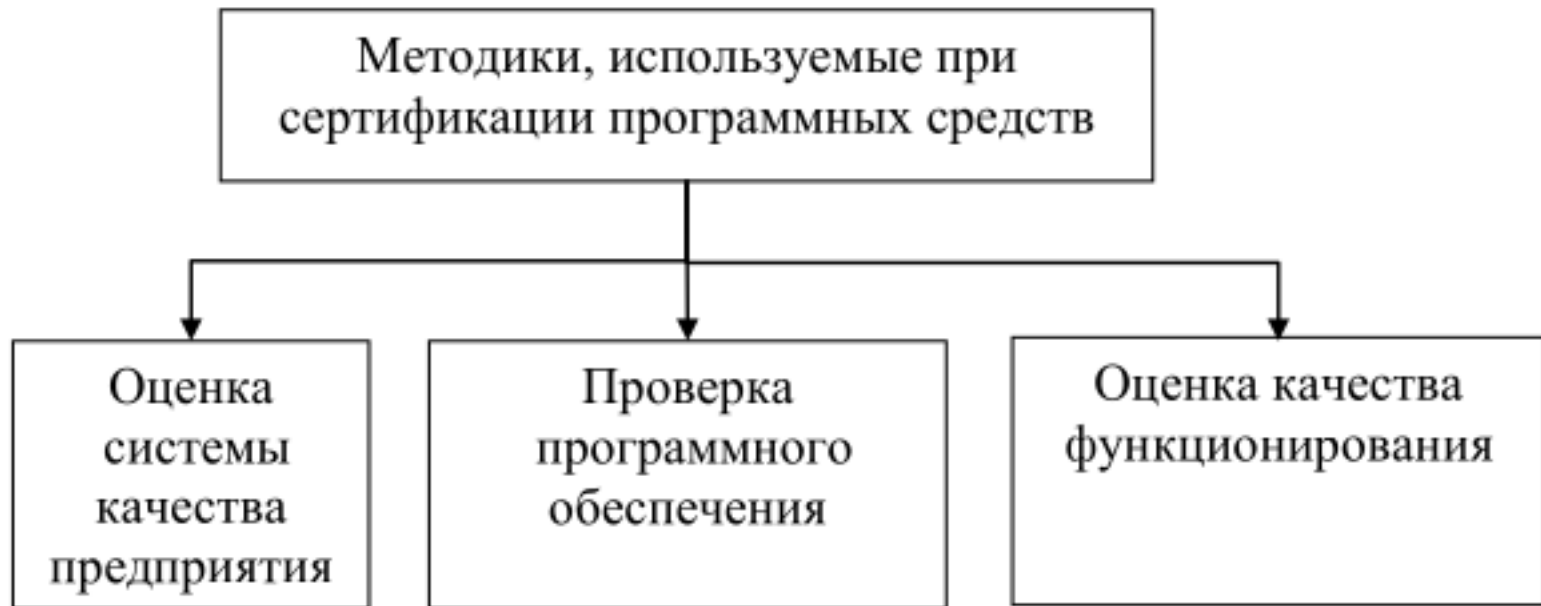 Методики, используемые при
сертификации программных средств
Оценка
системы
качества
предприятия
Проверка
программного
обеспечения
Оценка качества
функционирования